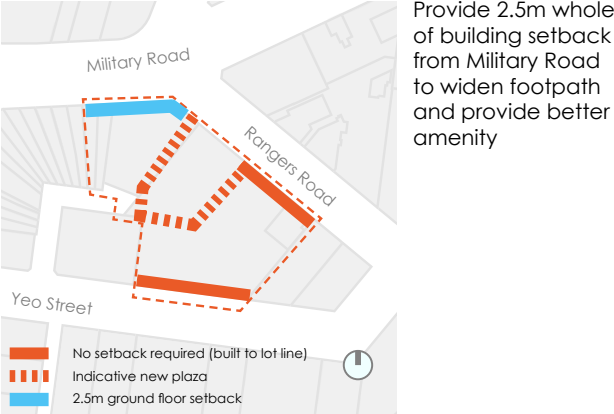 Provide 2.5m whole
of building setback
from Military Road
to widen footpath
and provide better
amenity
Military Road
Rangers Road
Yeo Street
No setback required (built to lot line)
Indicative new plaza
2.5m ground floor setback